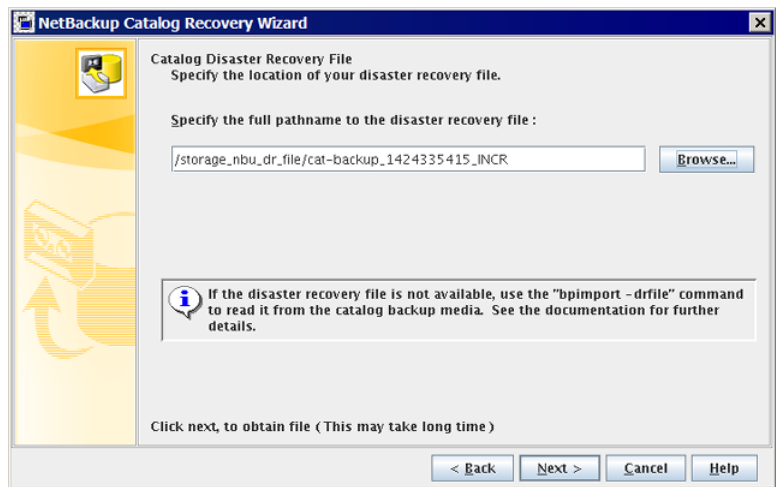 NetBackup Catalog Recovery Wizard
Catalog Disaster Recovery File
Specify the location of your disaster recovery file.
Specify the full pathname to the disaster recovery file :
/storage_nbu_dr_file/cat-backup_1424335415_INCR
Browse...
If the disaster recovery file is not available, use the "bpimport -drfile" command
to read it from the catalog backup media. See the documentation for further
details.
Click next, to obtain file (This may take long time)
< Back
Next >
Cancel
Help